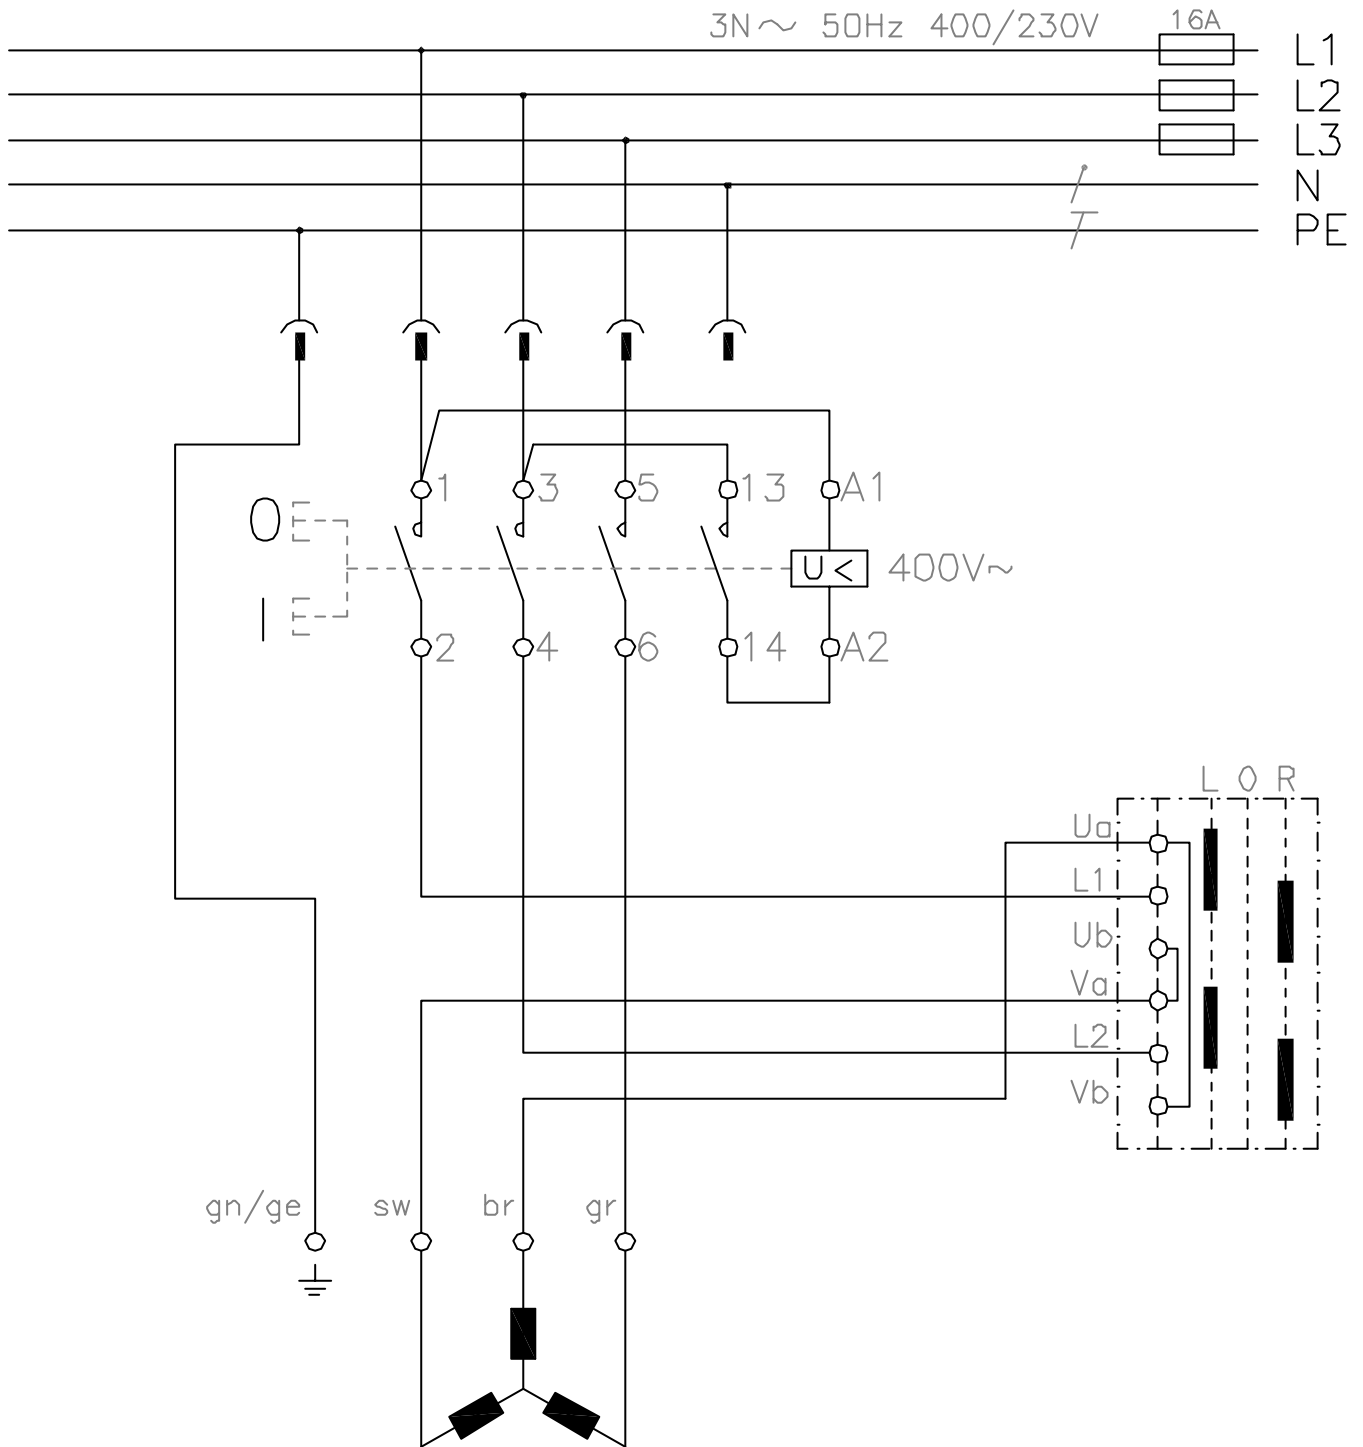 3N~ 50Hz 400/230V 16A L1
L2
L3
N
PE
1 3 5 13 A1
0
U< 400V~
I
2 4 6 14 A2
L 0 R
Ua
L1
Ub
Va
L2
Vb
gn/ge sw br gr